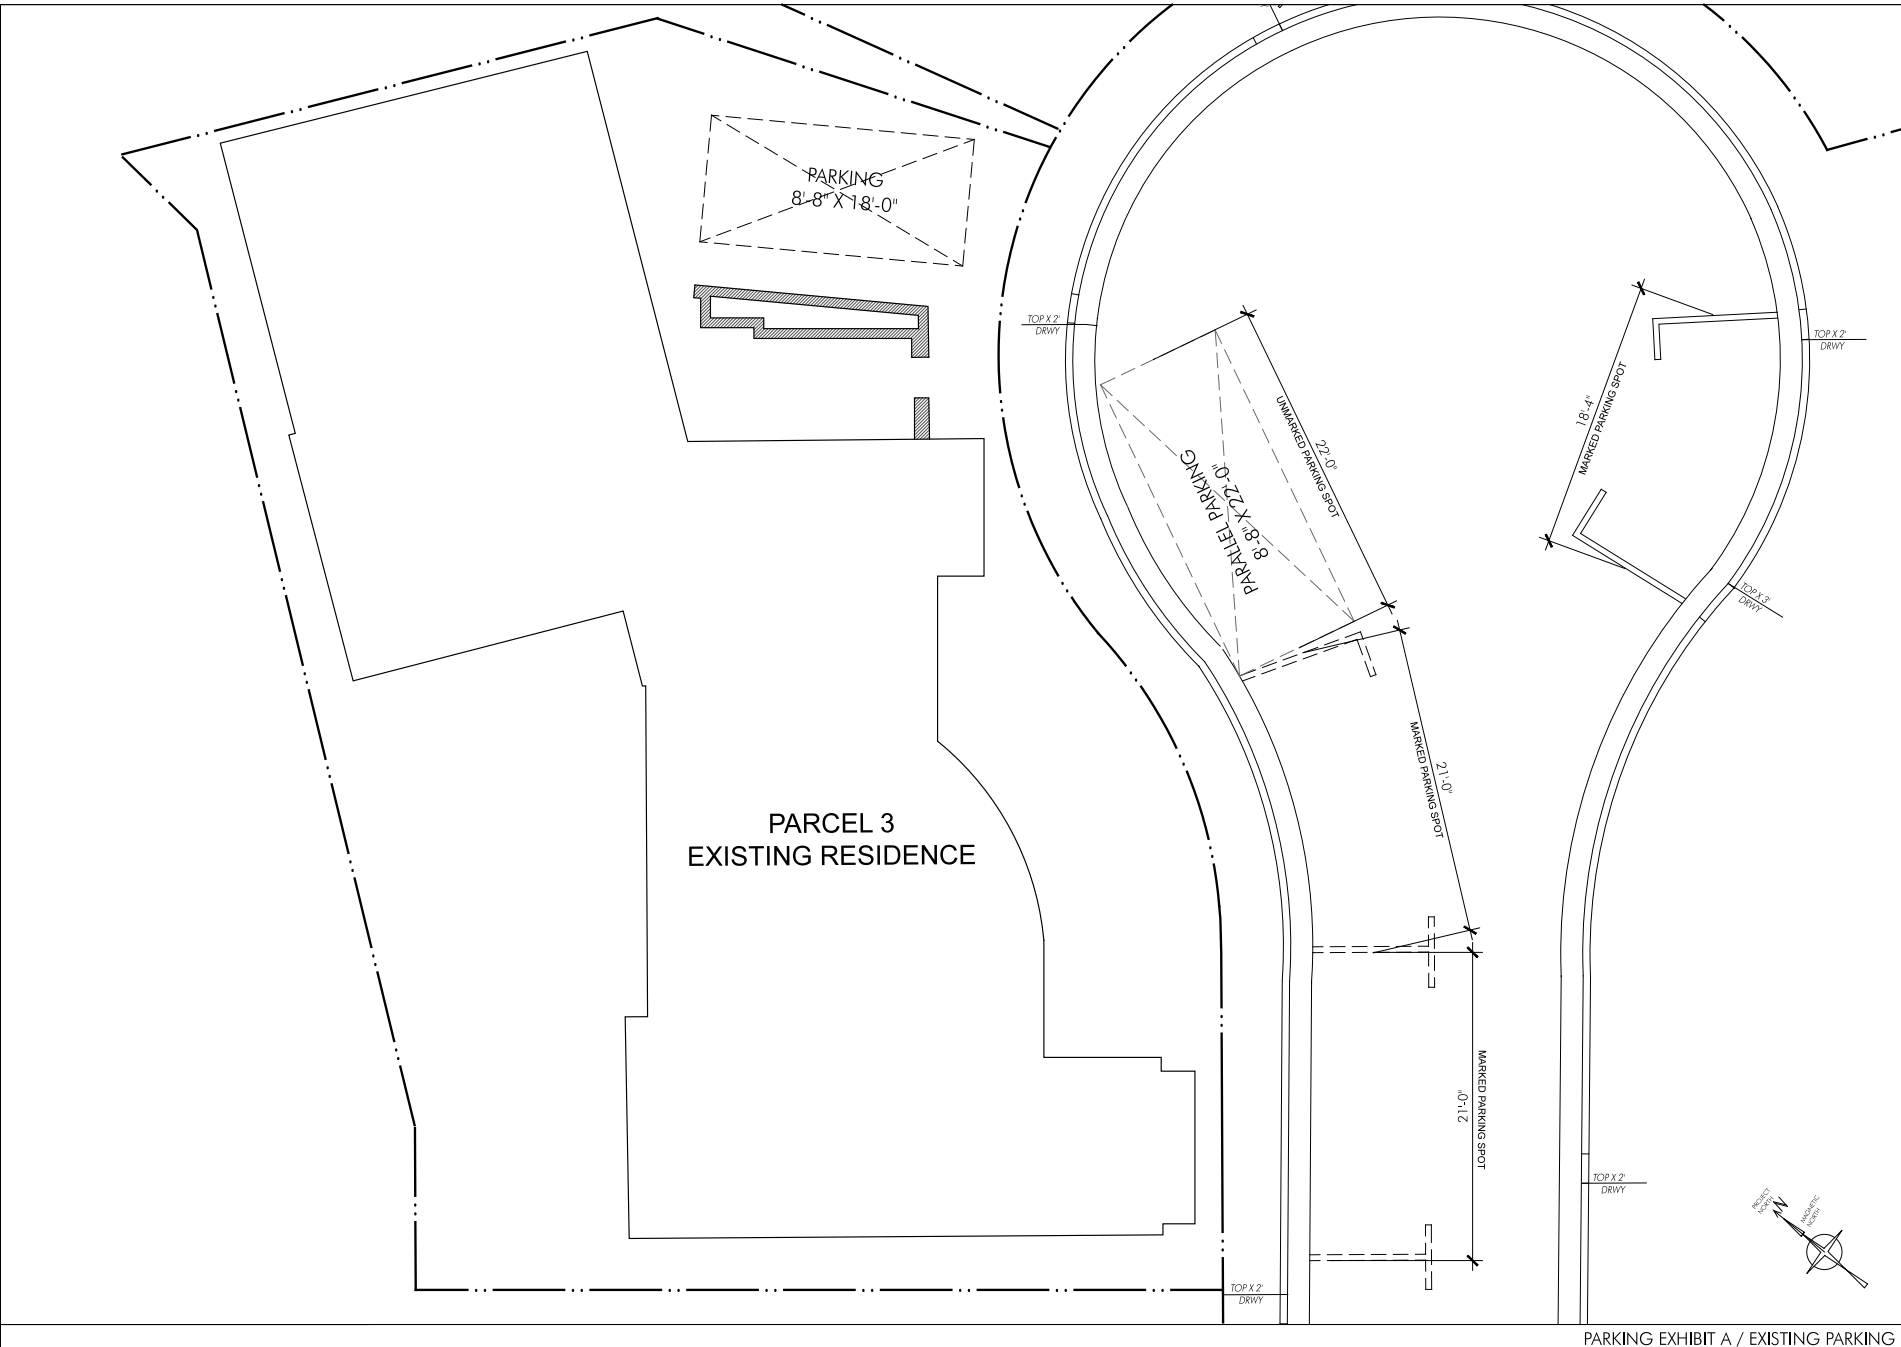 PARKING
8'-8" X 18'-0"
TOP X 2'
DRWY
TOP X 2'
DRWY
18'-4"
MARKED PARKING SPOT
22'-0"
UNMARKED PARKING SPOT
PARALLEL PARKING
8'-8" X 22'-0"
TOP X 3'
DRWY
21'-0"
MARKED PARKING SPOT
PARCEL 3
EXISTING RESIDENCE
21'-0"
MARKED PARKING SPOT
TOP X 2'
DRWY
PROJECT
NORTH
N
MAGNETIC
NORTH
TOP X 2'
DRWY
PARKING EXHIBIT A / EXISTING PARKING